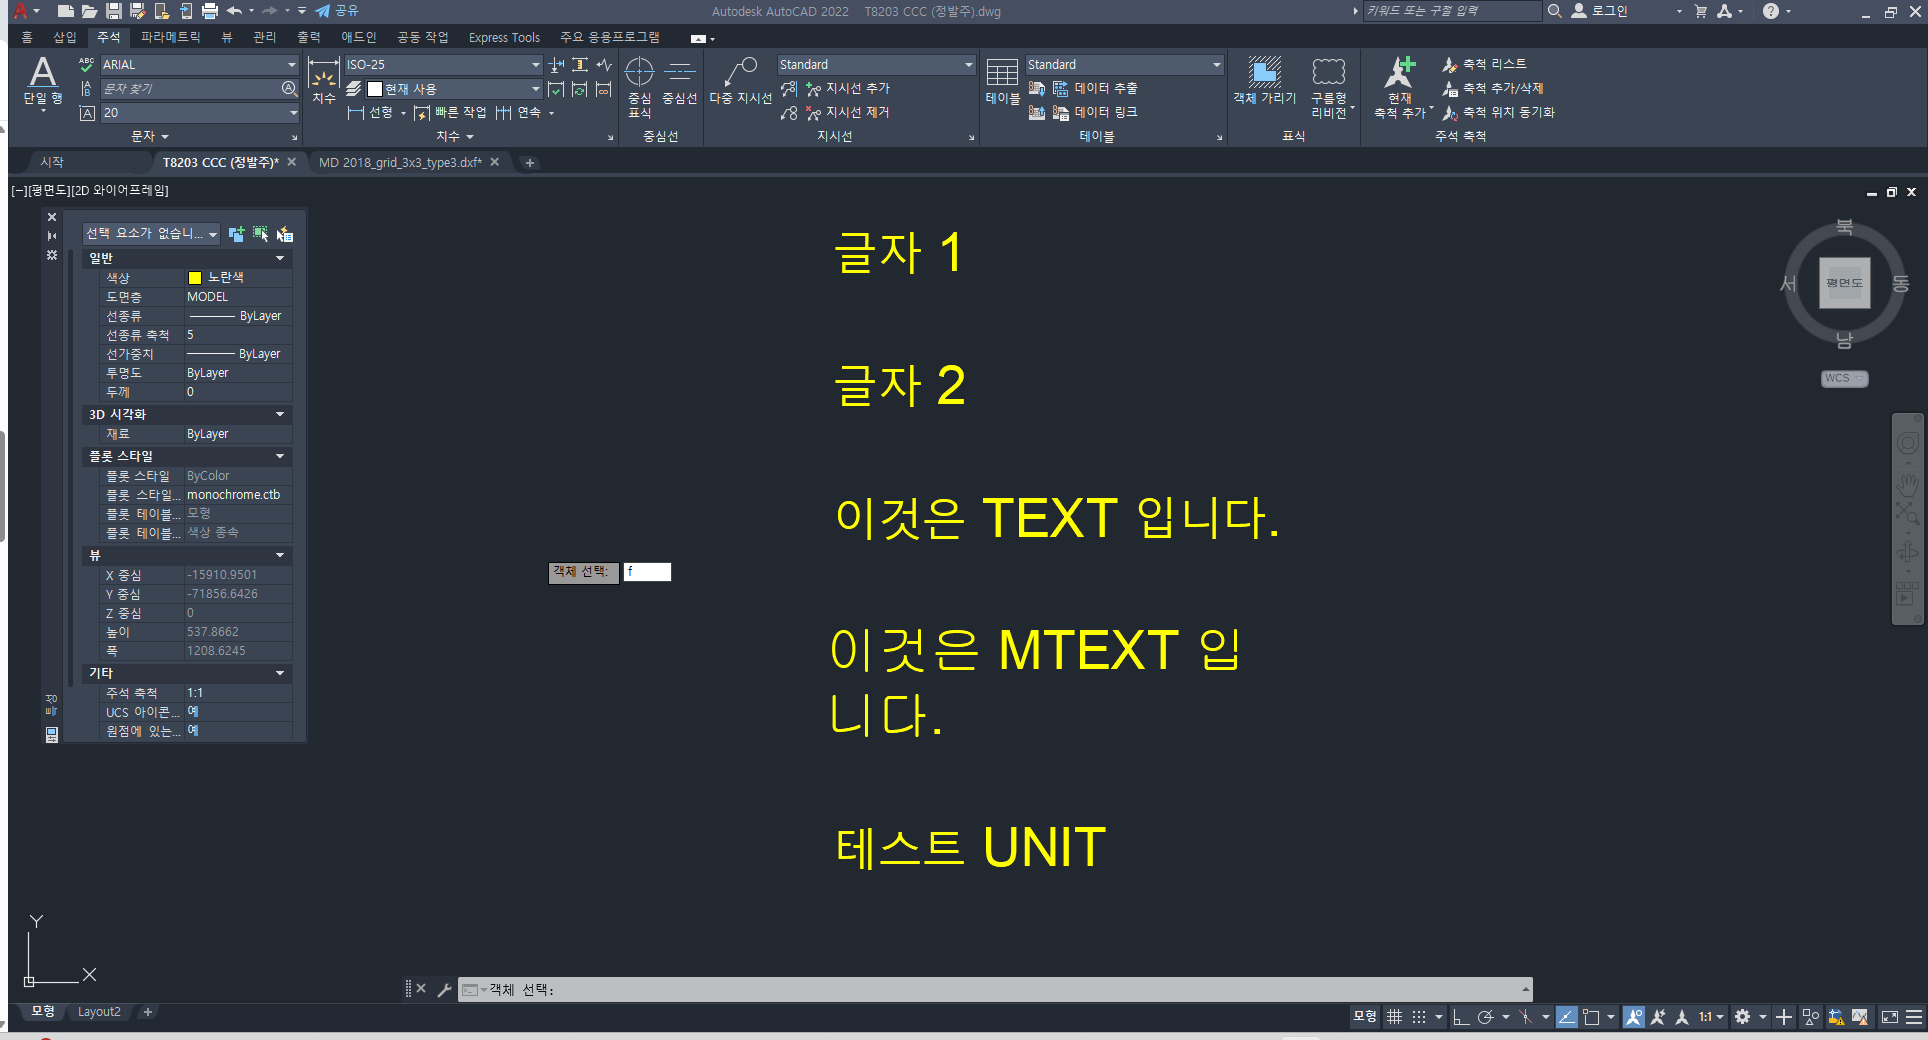 공유
Autodesk AutoCAD 2022 T8203 CCC (정발주).dwg
키워드 또는 구절 입력
로그인
홈 삽입 주석 파라메트릭 뷰 관리 출력 애드인 공동 작업 Express Tools 주요 응용프로그램
단일 행
ABC
ARIAL
문자 찾기
20
문자
치수
ISO-25
현재 사용
선형 빠른 작업 연속
치수
중심 표식
중심선
중심선
다중 지시선
Standard
지시선 추가
지시선 제거
지시선
테이블
Standard
데이터 추출
데이터 링크
테이블
객체 가리기
구름형 리비전
표식
현재 축척 추가
축척 리스트
축척 추가/삭제
축척 위치 동기화
주석 축척
시작 T8203 CCC (정발주)* MD 2018_grid_3x3_type3.dxf*
[–][평면도][2D 와이어프레임]
선택 요소가 없습니...
일반
색상 노란색
도면층 MODEL
선종류 ByLayer
선종류 축척 5
선가중치 ByLayer
투명도 ByLayer
두께 0
3D 시각화
재료 ByLayer
플롯 스타일
플롯 스타일 ByColor
플롯 스타일... monochrome.ctb
플롯 테이블... 모형
플롯 테이블... 색상 종속
뷰
X 중심 -15910.9501
Y 중심 -71856.6426
Z 중심 0
높이 537.8662
폭 1208.6245
기타
주석 축척 1:1
UCS 아이콘... 예
원점에 있는... 예
글자 1
글자 2
이것은 TEXT 입니다.
객체 선택: f
이것은 MTEXT 입
니다.
테스트 UNIT
북
서 평면도 동
남
WCS
Y
X
객체 선택:
모형 Layout2
모형 1:1